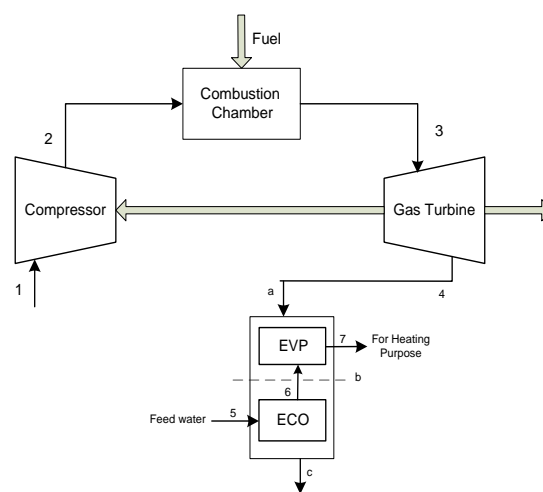 Fuel
Combustion
Chamber
2
3
Compressor
Gas Turbine
1
4
a
EVP
7
For Heating
Purpose
b
6
Feed water
5
ECO
c